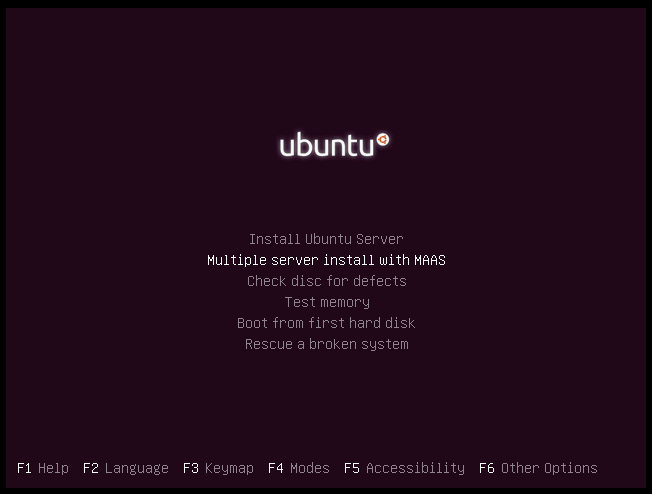 ubuntu
Install Ubuntu Server
Multiple server install with MAAS
Check disc for defects
Test memory
Boot from first hard disk
Rescue a broken system
F1 Help F2 Language F3 Keymap F4 Modes F5 Accessibility F6 Other Options